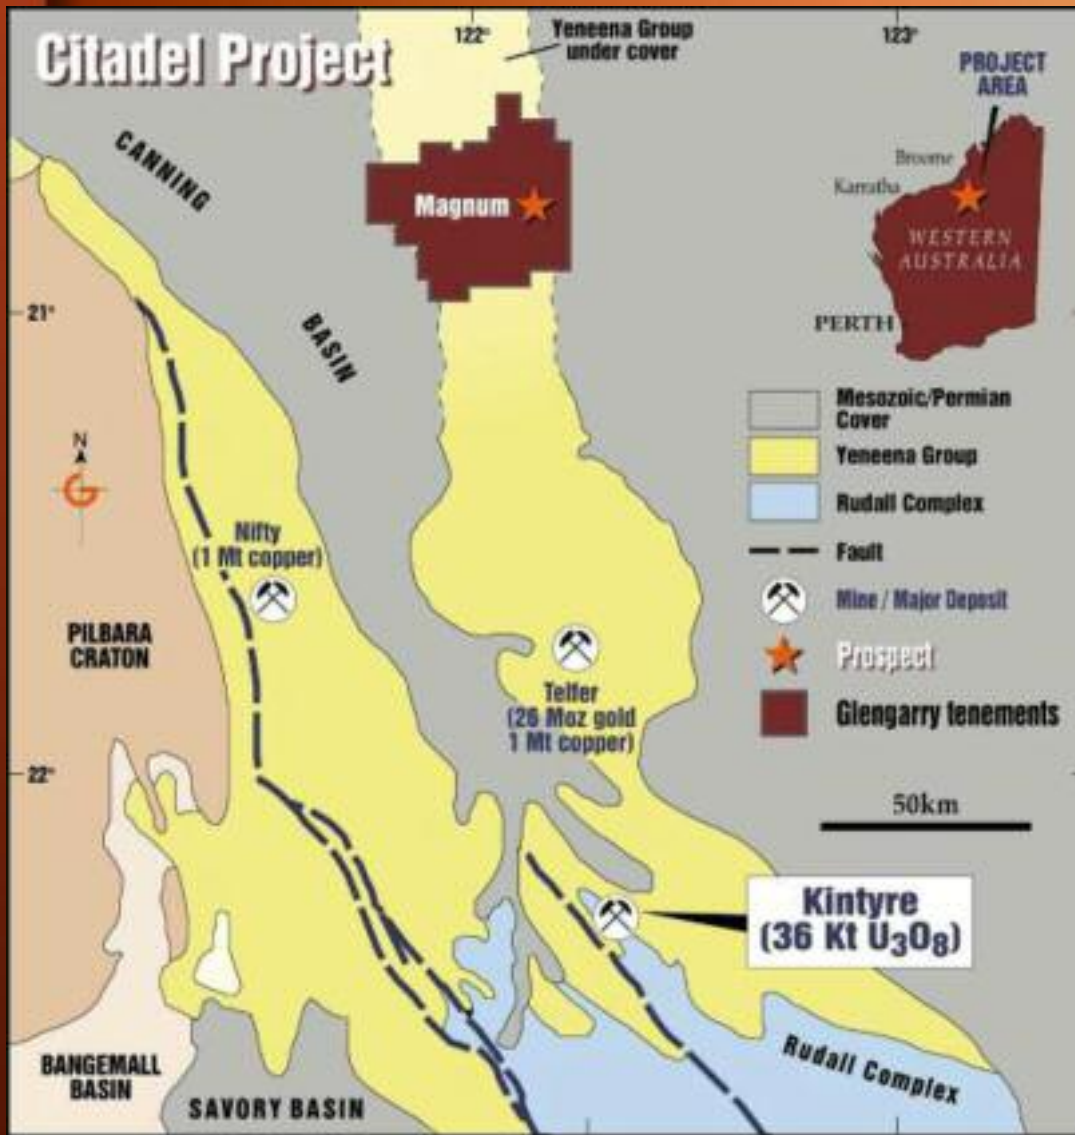 Citadel Project
122°
Yeneena Group
under cover
123°
PROJECT
AREA
CANNING
BASIN
Magnum
Broome
Karratha
WESTERN
AUSTRALIA
PERTH
21°
N
Mesozoic/Permian
Cover
Yeneena Group
Rudall Complex
Fault
Mine / Major Deposit
Prospect
Glengarry tenements
Nifty
(1 Mt copper)
PILBARA
CRATON
Telfer
(26 Moz gold
1 Mt copper)
22°
50km
Kintyre
(36 Kt U₃O₈)
Rudall Complex
BANGEMALL
BASIN
SAVORY BASIN